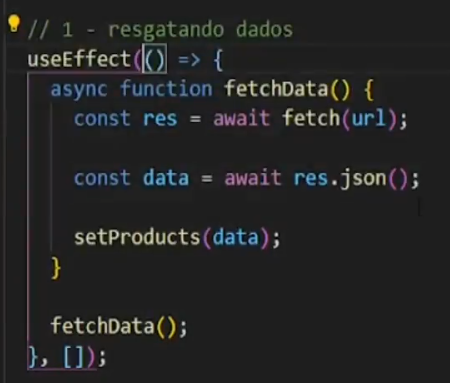 // 1 - resgatando dados
useEffect(() => {
async function fetchData() {
const res = await fetch(url);
const data = await res.json();
setProducts(data);
}
fetchData();
}, []);